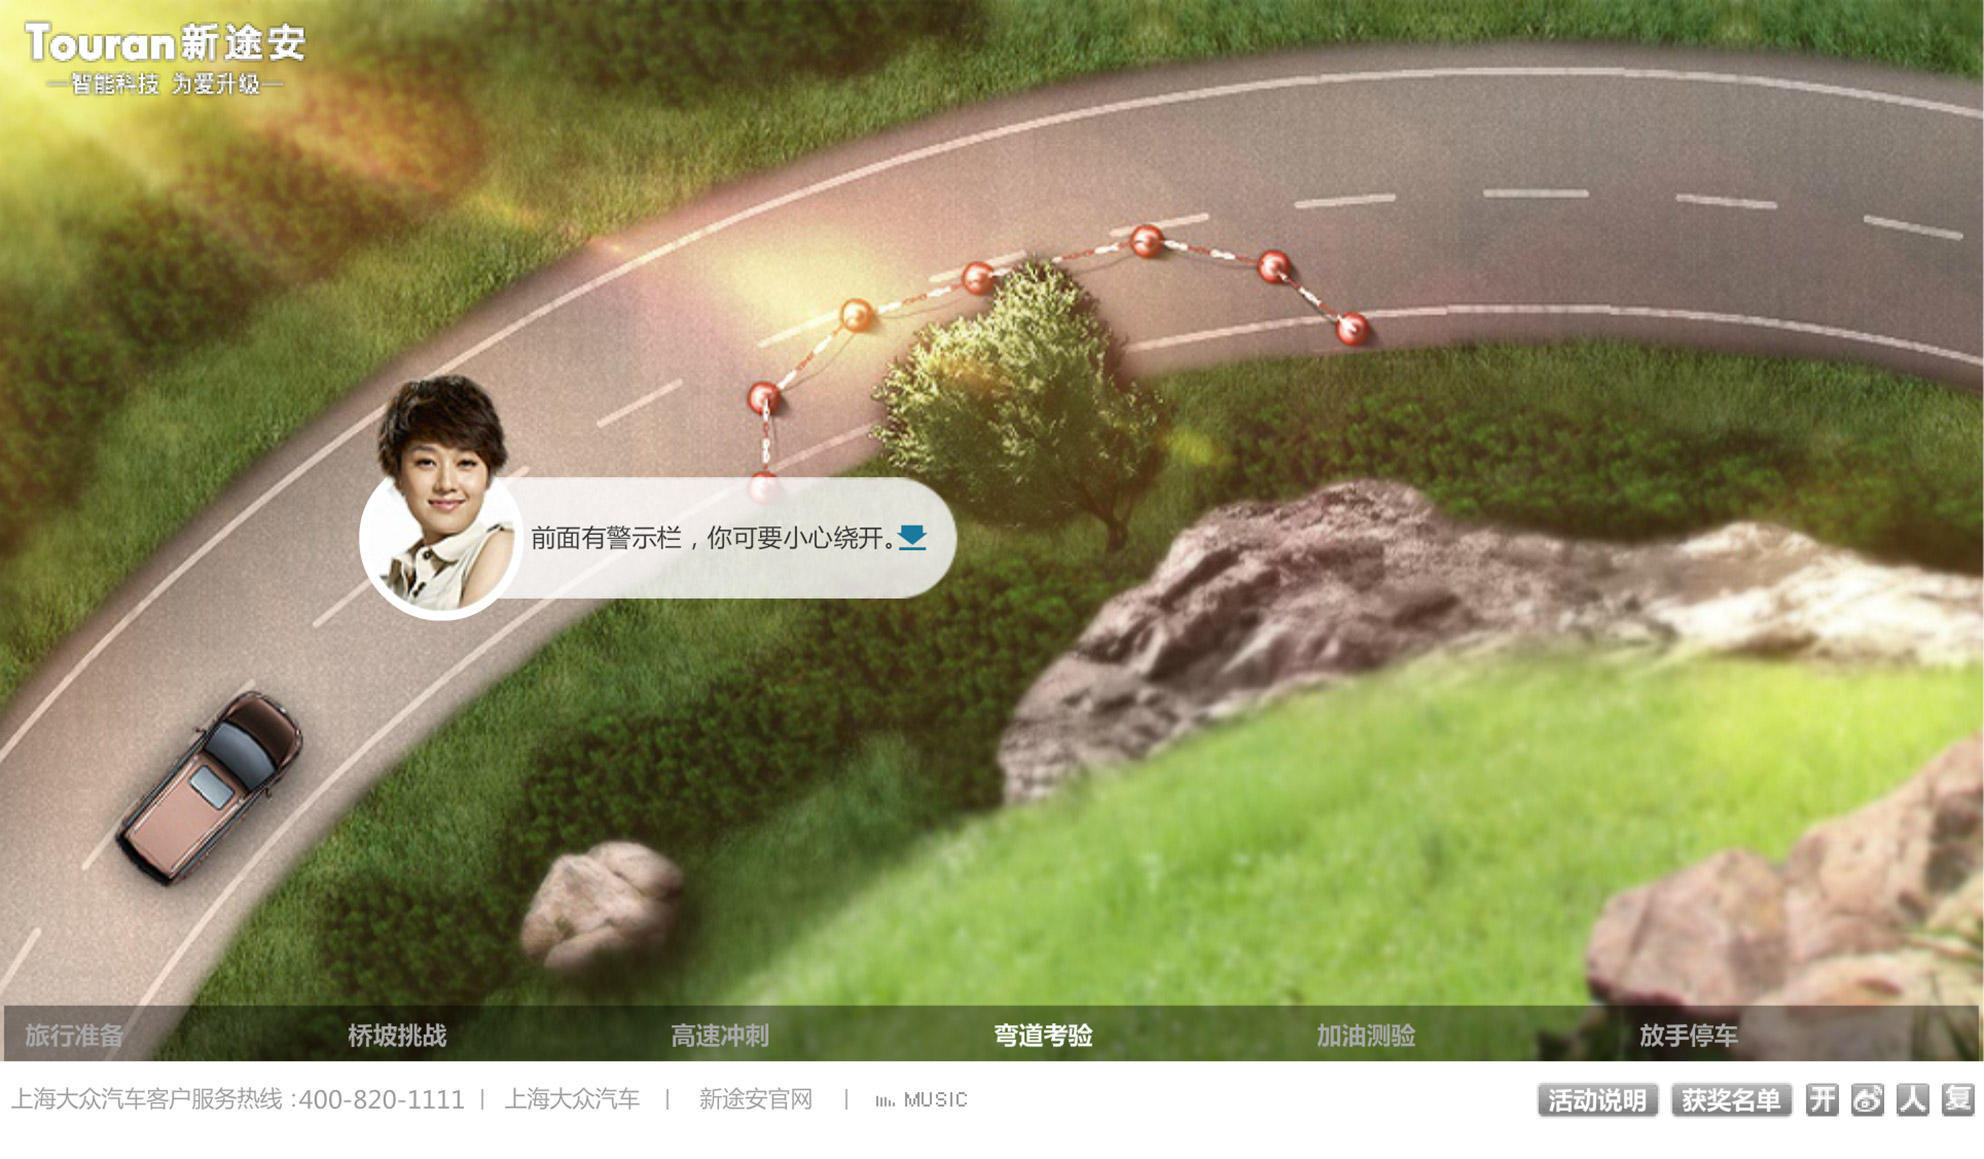 Touran新途安
智能科技 为爱升级
前面有警示栏，你可要小心绕开。
旅行准备 桥坡挑战 高速冲刺 弯道考验 加油测验 放手停车
上海大众汽车客户服务热线 :400-820-1111 | 上海大众汽车 | 新途安官网 | MUSIC 活动说明 获奖名单 开 人 复